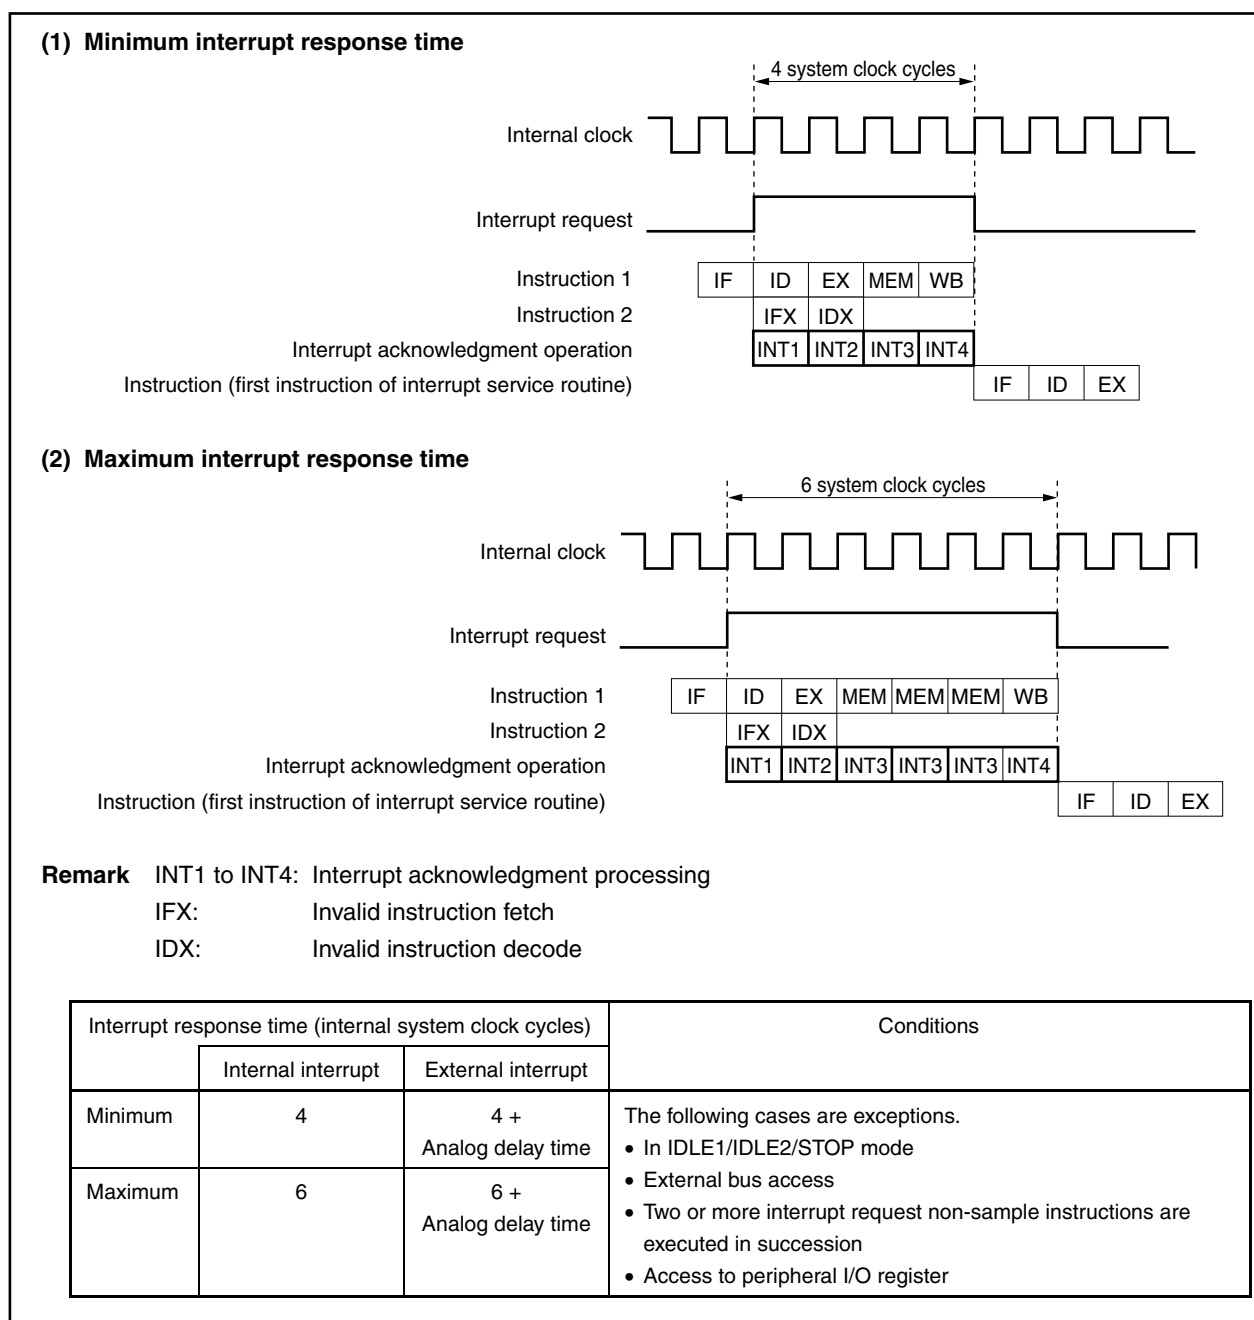 (1) Minimum interrupt response time
4 system clock cycles
Internal clock
Interrupt request
Instruction 1 IF ID EX MEM WB
Instruction 2 IFX IDX
Interrupt acknowledgment operation INT1 INT2 INT3 INT4
Instruction (first instruction of interrupt service routine) IF ID EX
(2) Maximum interrupt response time
6 system clock cycles
Internal clock
Interrupt request
Instruction 1 IF ID EX MEM MEM MEM WB
Instruction 2 IFX IDX
Interrupt acknowledgment operation INT1 INT2 INT3 INT3 INT3 INT4
Instruction (first instruction of interrupt service routine) IF ID EX
Remark INT1 to INT4: Interrupt acknowledgment processing
IFX: Invalid instruction fetch
IDX: Invalid instruction decode
Interrupt response time (internal system clock cycles) Conditions
Internal interrupt External interrupt
Minimum 4 4 +
Analog delay time
Maximum 6 6 +
Analog delay time
The following cases are exceptions.
• In IDLE1/IDLE2/STOP mode
• External bus access
• Two or more interrupt request non-sample instructions are
executed in succession
• Access to peripheral I/O register